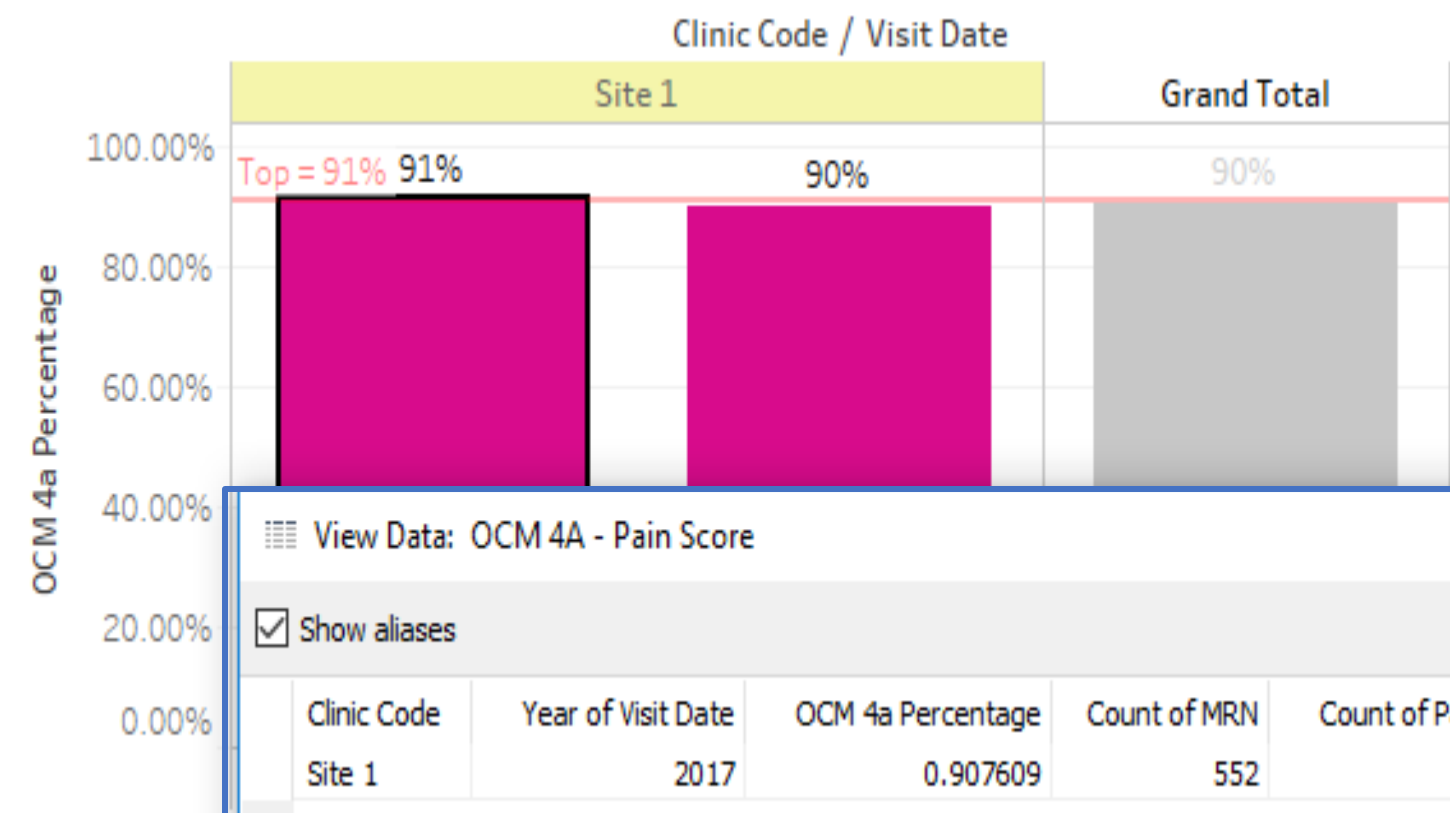 Clinic Code / Visit Date
Site 1 Grand Total
100.00%
Top = 91% 91% 90% 90%
80.00%
60.00%
40.00%
20.00%
0.00%
OCM 4a Percentage
View Data: OCM 4A - Pain Score
Show aliases
Clinic Code Year of Visit Date OCM 4a Percentage Count of MRN Count of P
Site 1 2017 0.907609 552